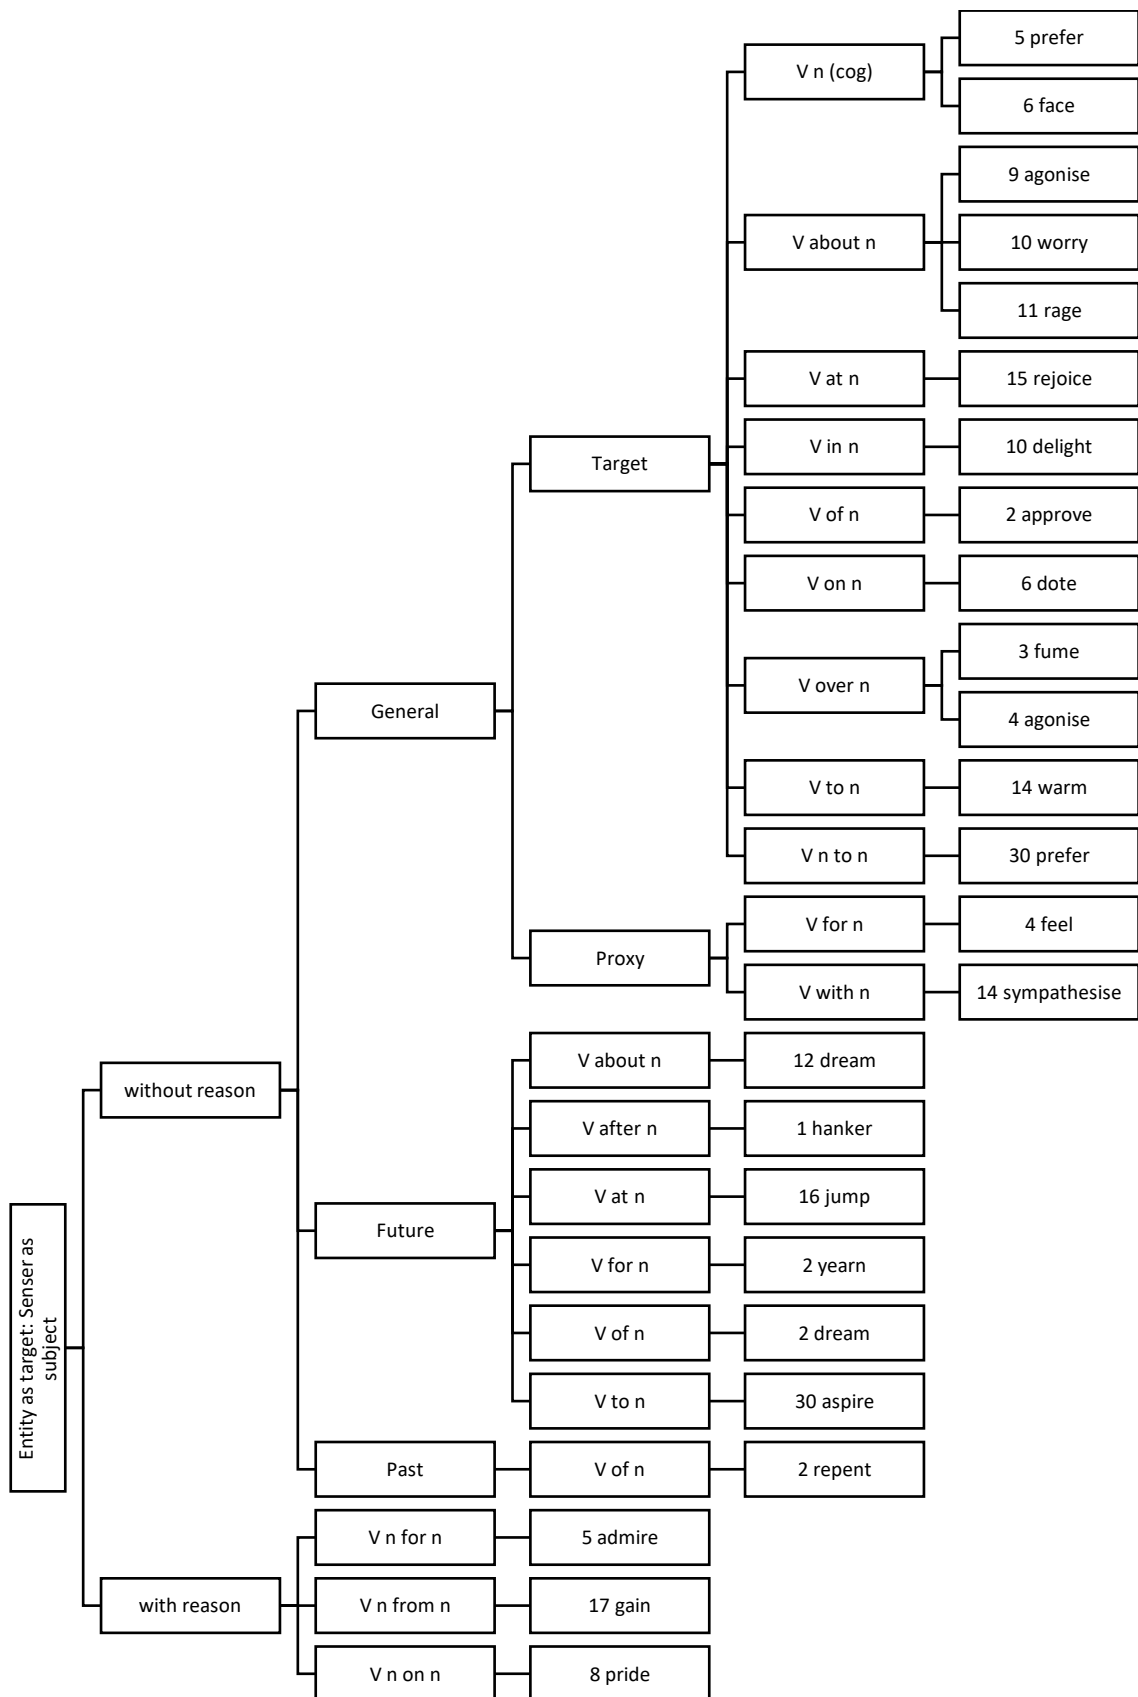 5 prefer
V n (cog)
6 face
9 agonise
V about n
10 worry
11 rage
V at n
15 rejoice
Target
V in n
10 delight
V of n
2 approve
V on n
6 dote
3 fume
V over n
General
4 agonise
V to n
14 warm
V n to n
30 prefer
V for n
4 feel
Proxy
V with n
14 sympathesise
without reason
V about n
12 dream
V after n
1 hanker
V at n
16 jump
Future
V for n
2 yearn
V of n
2 dream
Entity as target: Senser as
subject
V to n
30 aspire
Past
V of n
2 repent
V n for n
5 admire
with reason
V n from n
17 gain
V n on n
8 pride